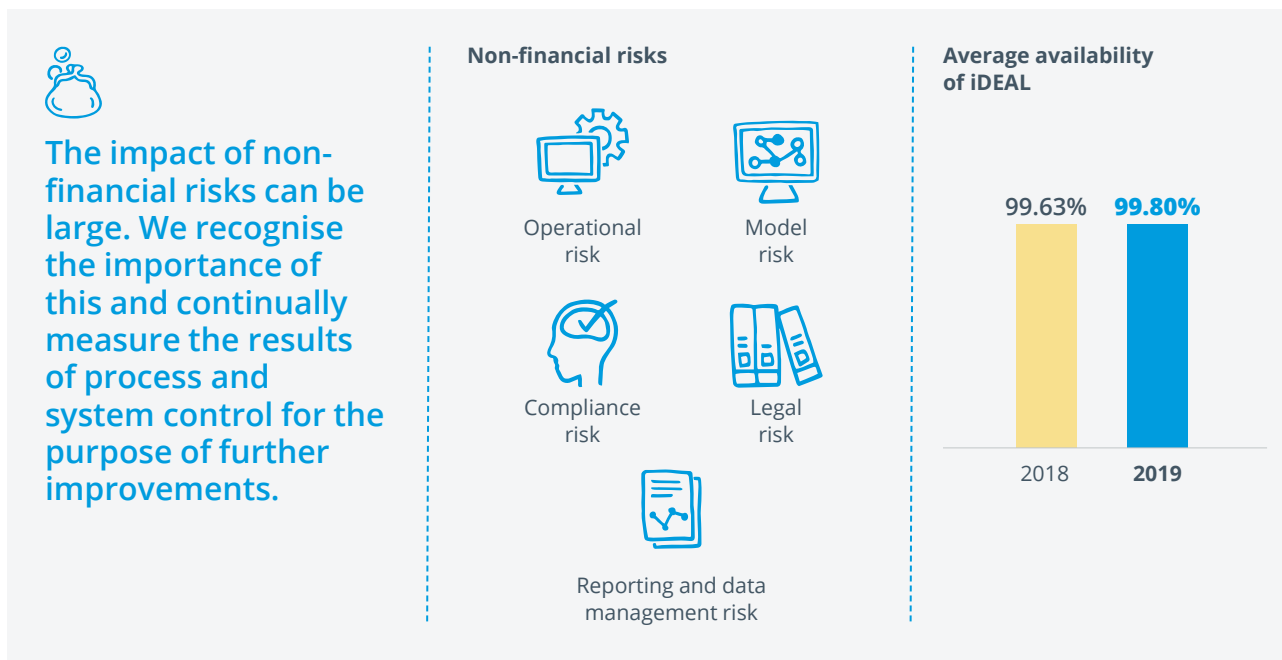 The impact of non-
financial risks can be
large. We recognise
the importance of
this and continually
measure the results
of process and
system control for the
purpose of further
improvements.
Non-financial risks
Operational
risk
Model
risk
Compliance
risk
Legal
risk
Reporting and data
management risk
Average availability
of iDEAL
99.63%
99.80%
2018
2019